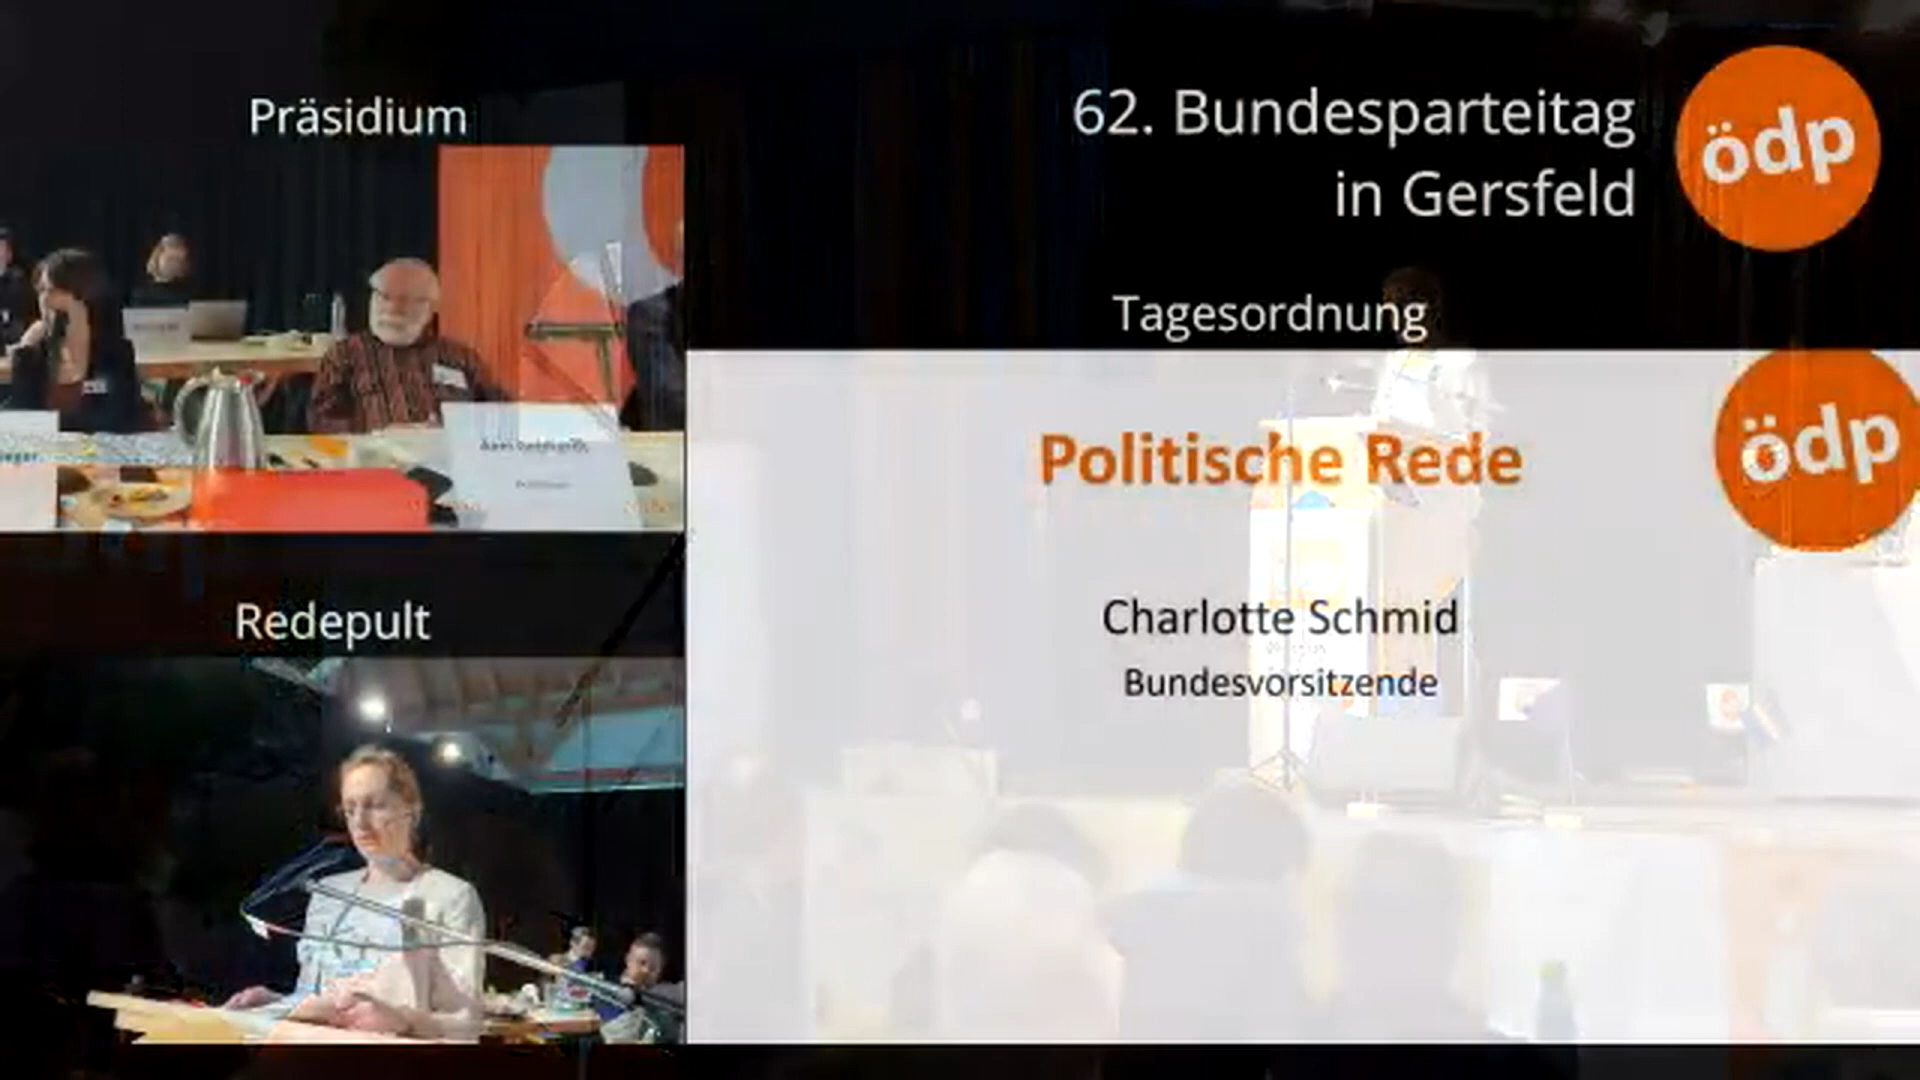 Präsidium
62. Bundesparteitag
in Gersfeld
ödp
Tagesordnung
Politische Rede
ödp
Charlotte Schmid
Bundesvorsitzende
Redepult